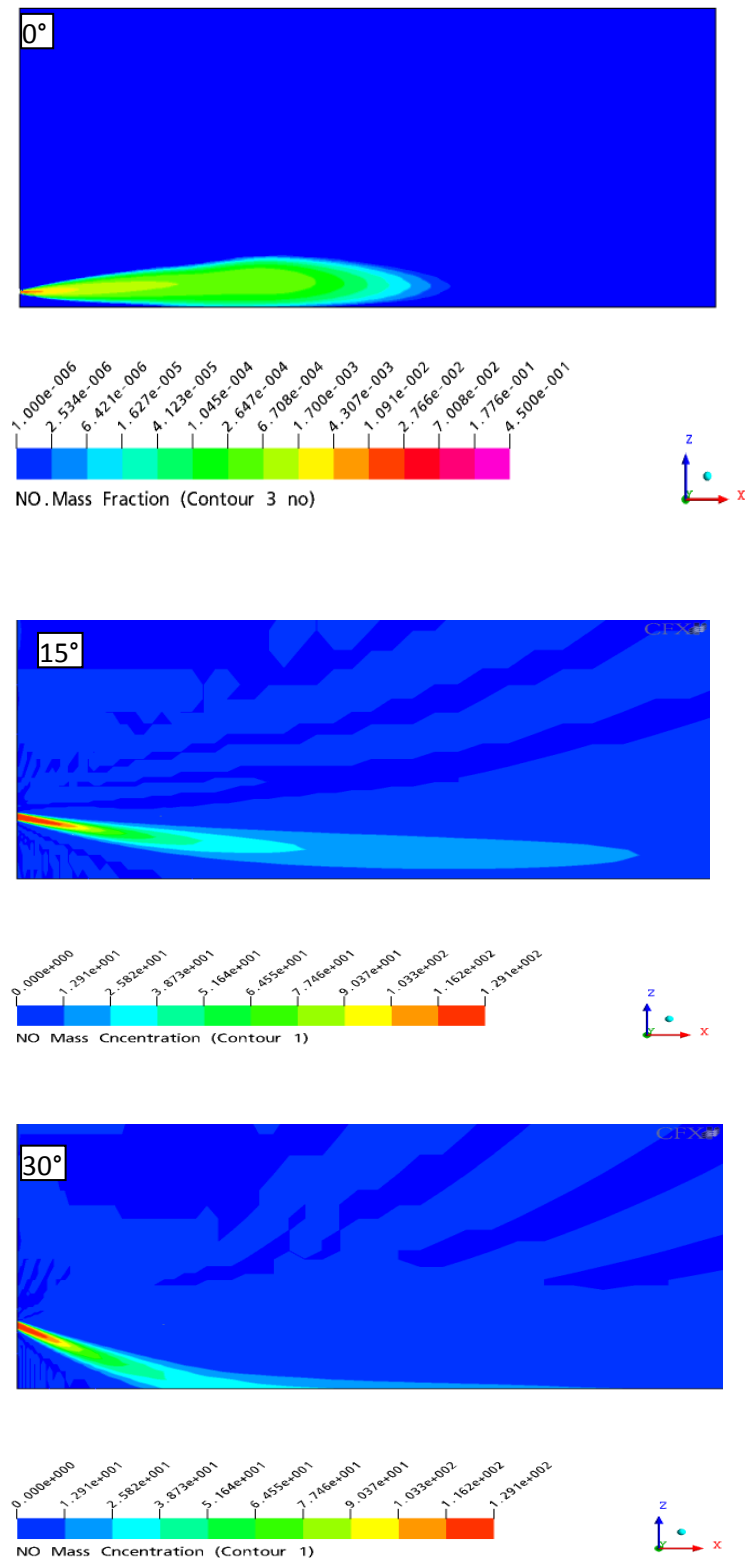 0°
1.000e-006 2.534e-006 6.421e-006 1.627e-005 4.123e-005 1.045e-004 2.647e-004 6.708e-004 1.700e-003 4.307e-003 1.091e-002 2.766e-002 7.008e-002 1.776e-001 4.500e-001
NO.Mass Fraction (Contour 3 no)
Z
Y
X
15°
CFX
0.000e+000 1.291e+001 2.582e+001 3.873e+001 5.164e+001 6.455e+001 7.746e+001 9.037e+001 1.033e+002 1.162e+002 1.291e+002
NO Mass Cncentration (Contour 1)
Z
Y
X
30°
CFX
0.000e+000 1.291e+001 2.582e+001 3.873e+001 5.164e+001 6.455e+001 7.746e+001 9.037e+001 1.033e+002 1.162e+002 1.291e+002
NO Mass Cncentration (Contour 1)
Z
Y
X